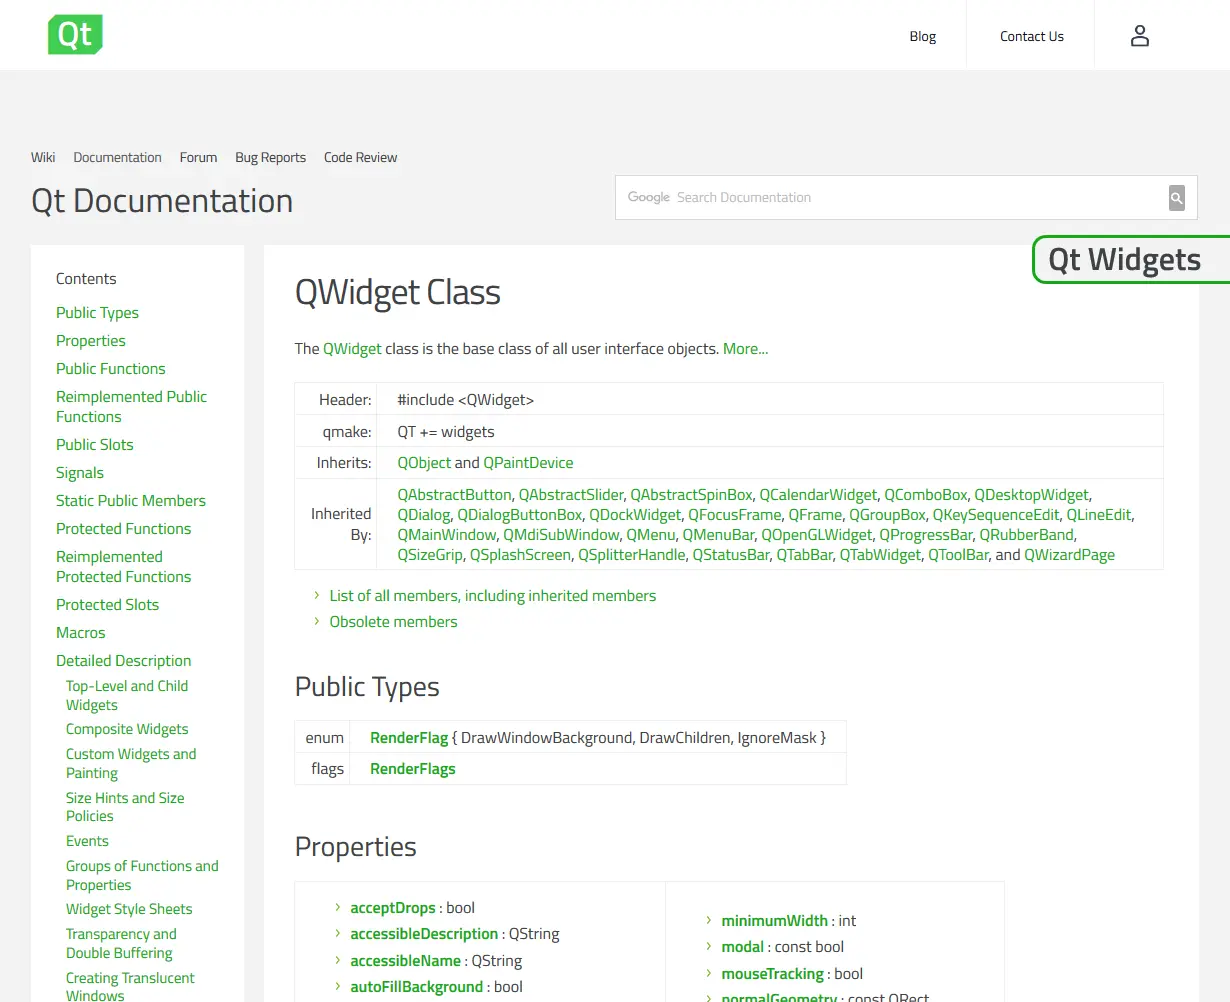 Qt
Blog
Contact Us
Wiki
Documentation
Forum
Bug Reports
Code Review
Qt Documentation
Google Search Documentation
Qt Widgets
Contents
Public Types
Properties
Public Functions
Reimplemented Public
Functions
Public Slots
Signals
Static Public Members
Protected Functions
Reimplemented
Protected Functions
Protected Slots
Macros
Detailed Description
Top-Level and Child
Widgets
Composite Widgets
Custom Widgets and
Painting
Size Hints and Size
Policies
Events
Groups of Functions and
Properties
Widget Style Sheets
Transparency and
Double Buffering
Creating Translucent
Windows
QWidget Class
The QWidget class is the base class of all user interface objects. More...
Header: #include <QWidget>
qmake: QT += widgets
Inherits: QObject and QPaintDevice
Inherited
By:
QAbstractButton, QAbstractSlider, QAbstractSpinBox, QCalendarWidget, QComboBox, QDesktopWidget,
QDialog, QDialogButtonBox, QDockWidget, QFocusFrame, QFrame, QGroupBox, QKeySequenceEdit, QLineEdit,
QMainWindow, QMdiSubWindow, QMenu, QMenuBar, QOpenGLWidget, QProgressBar, QRubberBand,
QSizeGrip, QSplashScreen, QSplitterHandle, QStatusBar, QTabBar, QTabWidget, QToolBar, and QWizardPage
List of all members, including inherited members
Obsolete members
Public Types
enum RenderFlag { DrawWindowBackground, DrawChildren, IgnoreMask }
flags RenderFlags
Properties
acceptDrops : bool
accessibleDescription : QString
accessibleName : QString
autoFillBackground : bool
minimumWidth : int
modal : const bool
mouseTracking : bool
normalGeometry : const QRect